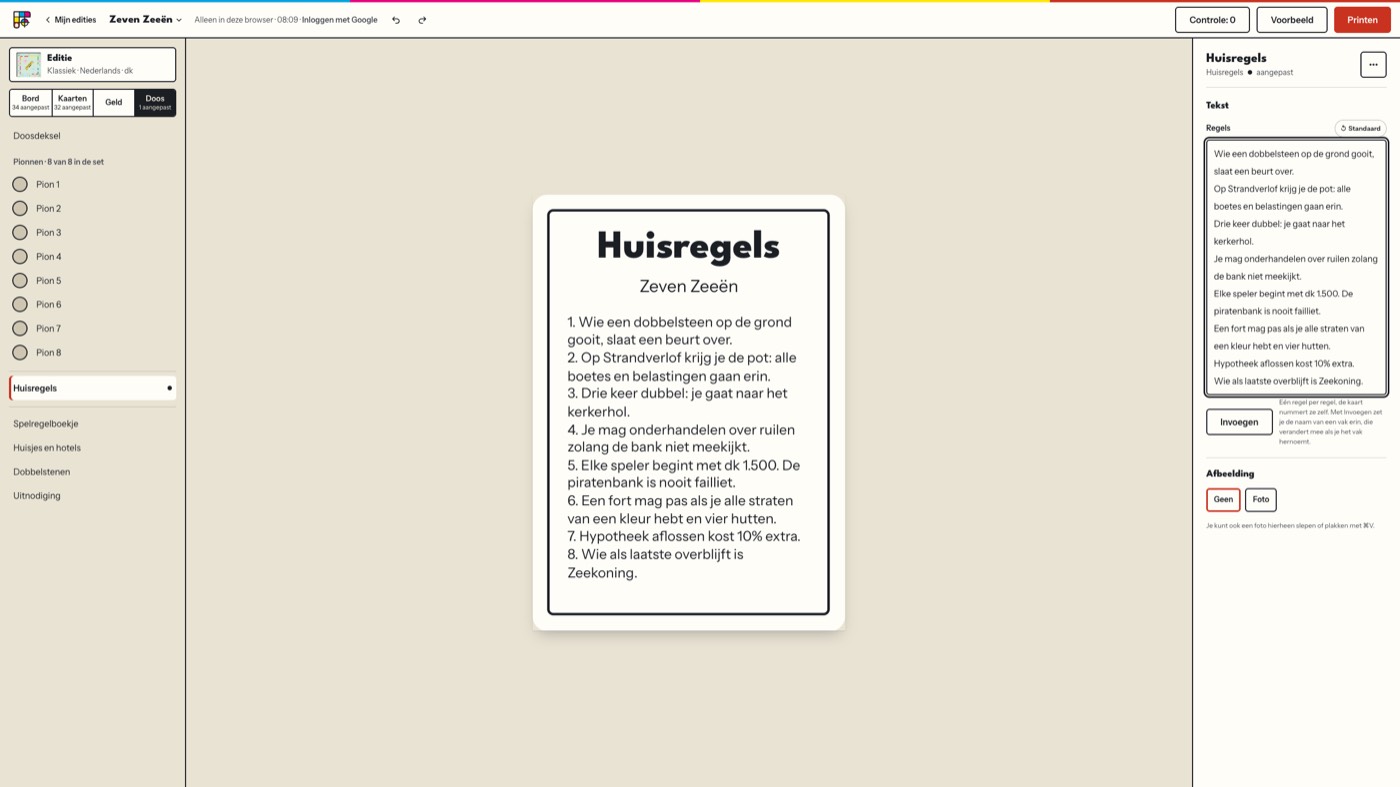 Mijn edities
Zeven Zeeën
Alleen in deze browser · 08:09 · Inloggen met Google
Controle: 0
Voorbeeld
Printen
Editie
Klassiek · Nederlands · dk
Bord
34 aangepast
Kaarten
32 aangepast
Geld
Doos
1 aangepast
Doosdeksel
Pionnen · 8 van 8 in de set
Pion 1
Pion 2
Pion 3
Pion 4
Pion 5
Pion 6
Pion 7
Pion 8
Huisregels
Spelregelboekje
Huisjes en hotels
Dobbelstenen
Uitnodiging
Huisregels
Zeven Zeeën
1. Wie een dobbelsteen op de grond
gooit, slaat een beurt over.
2. Op Strandverlof krijg je de pot: alle
boetes en belastingen gaan erin.
3. Drie keer dubbel: je gaat naar het
kerkerhol.
4. Je mag onderhandelen over ruilen
zolang de bank niet meekijkt.
5. Elke speler begint met dk 1.500. De
piratenbank is nooit failliet.
6. Een fort mag pas als je alle straten
van een kleur hebt en vier hutten.
7. Hypotheek aflossen kost 10% extra.
8. Wie als laatste overblijft is
Zeekoning.
Huisregels
Huisregels ● aangepast
...
Tekst
Regels
Standaard
Wie een dobbelsteen op de grond gooit,
slaat een beurt over.
Op Strandverlof krijg je de pot: alle
boetes en belastingen gaan erin.
Drie keer dubbel: je gaat naar het
kerkerhol.
Je mag onderhandelen over ruilen zolang
de bank niet meekijkt.
Elke speler begint met dk 1.500. De
piratenbank is nooit failliet.
Een fort mag pas als je alle straten van
een kleur hebt en vier hutten.
Hypotheek aflossen kost 10% extra.
Wie als laatste overblijft is Zeekoning.
Invoegen
Eén regel per regel, de kaart
nummert ze zelf. Met Invoegen zet
je de naam van een vak erin, die
verandert mee als je het vak
hernoemt.
Afbeelding
Geen
Foto
Je kunt ook een foto hierheen slepen of plakken met ⌘V.